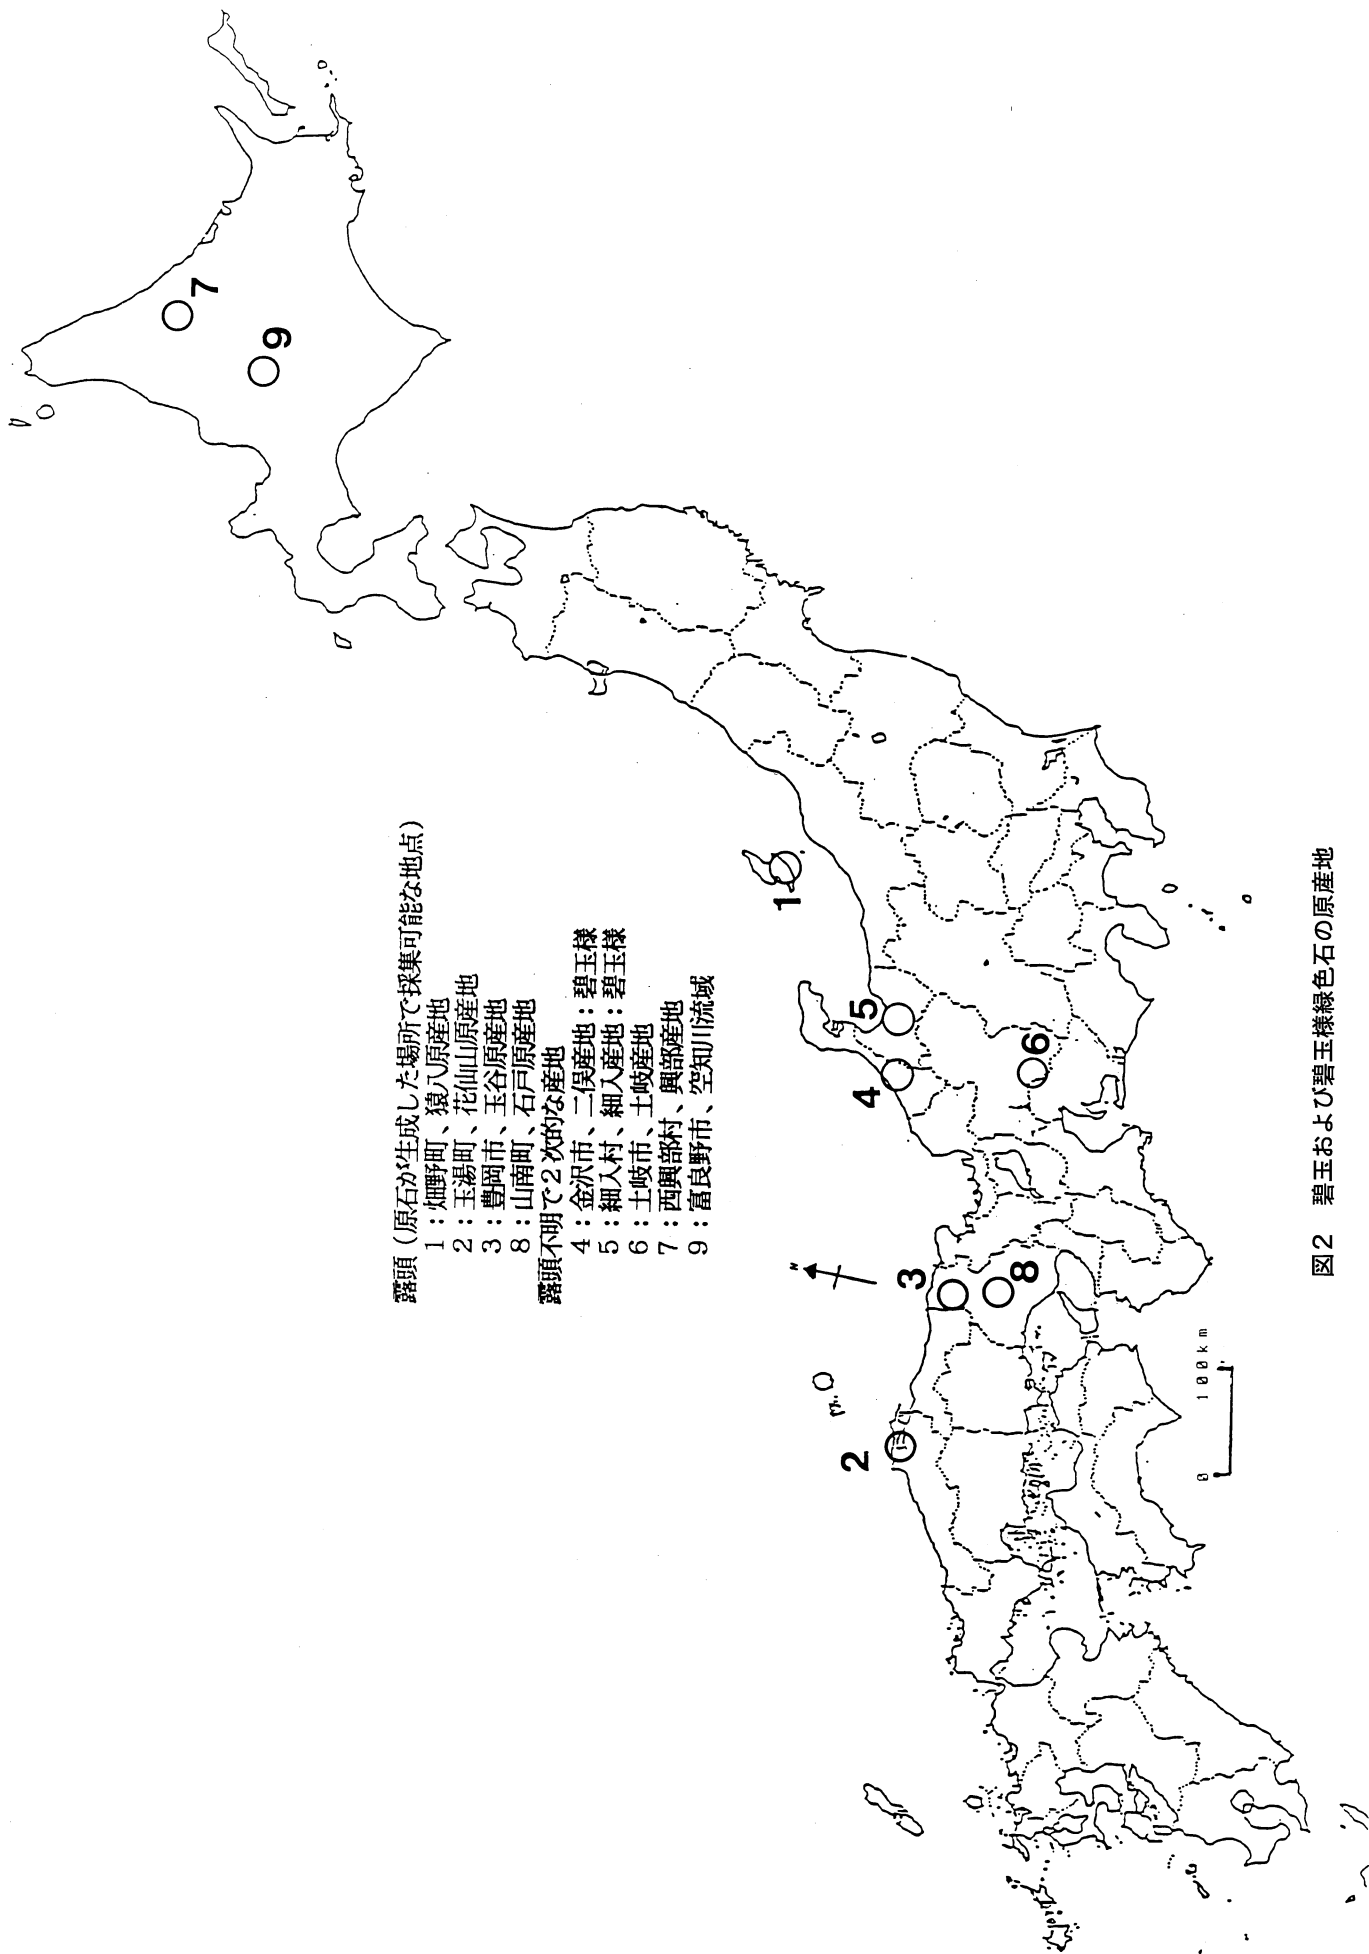 露頭(原石が生成した場所で採集可能な地点)
1:畑野町、猿八原産地
2:玉湯町、花仙山原産地
3:豊岡市、玉谷原産地
8:山南町、石戸原産地
露頭不明で2次的な産地
4:金沢市、二俣産地:碧玉様
5:細入村、細入産地:碧玉様
6:土岐市、土岐産地
7:西興部村、興部産地
9:富良野市、空知川流域
7
9
1
5
4
6
N
3
8
2
0 100km
図2 碧玉および碧玉様緑色石の原産地